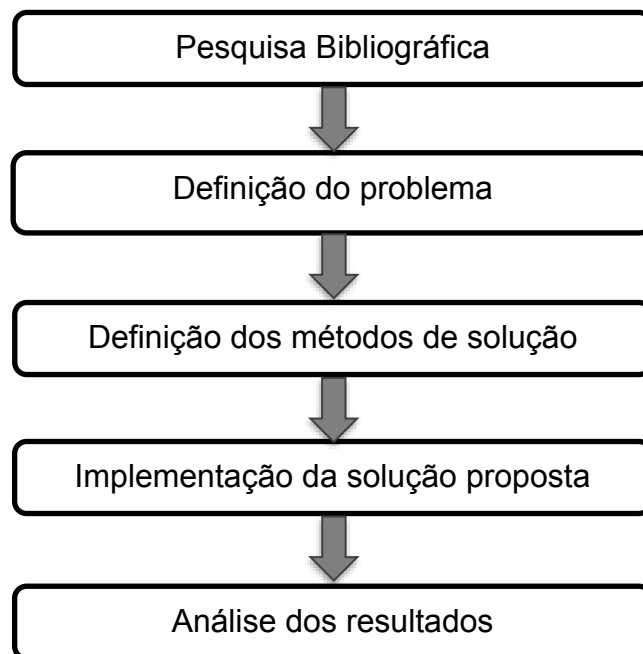 Pesquisa Bibliográfica
Definição do problema
Definição dos métodos de solução
Implementação da solução proposta
Análise dos resultados